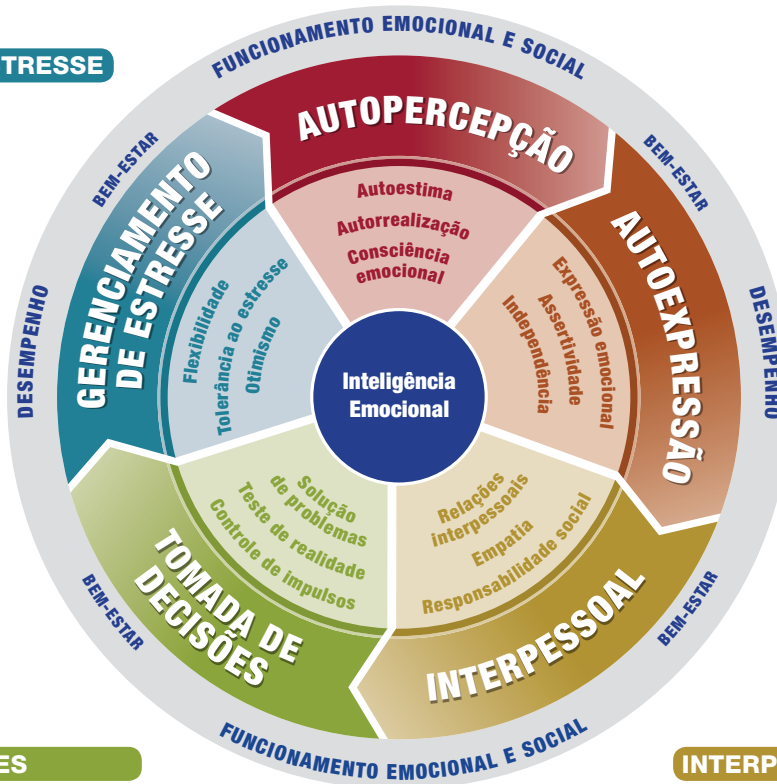 TRESSE
FUNCIONAMENTO EMOCIONAL E SOCIAL
BEM-ESTAR
BEM-ESTAR
DESEMPENHO
DESEMPENHO
AUTOPERCEPÇÃO
Autoestima
Autorrealização
Consciência
emocional
AUTOEXPRESSÃO
Expressão emocional
Assertividade
Independência
GERENCIAMENTO
DE ESTRESSE
Flexibilidade
Tolerância ao estresse
Otimismo
Inteligência
Emocional
Solução
de problemas
Teste de realidade
Controle de impulsos
TOMADA DE
DECISÕES
Relações
interpessoais
Empatia
Responsabilidade social
INTERPESSOAL
BEM-ESTAR
BEM-ESTAR
FUNCIONAMENTO EMOCIONAL E SOCIAL
ES
INTERP